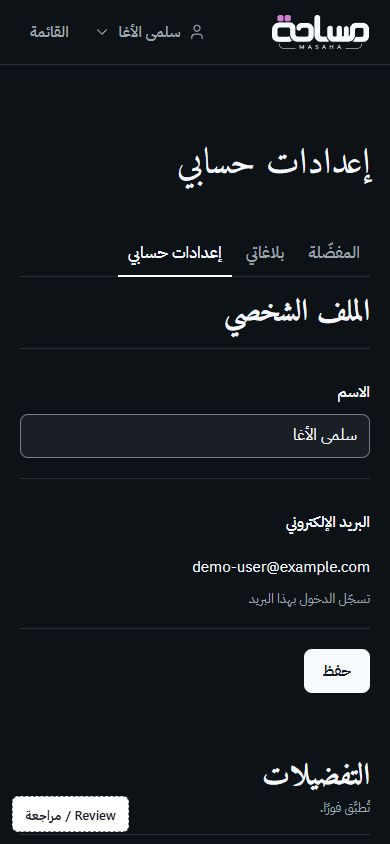 مساحة
MASAHA
سلمى الأغا
القائمة
إعدادات حسابي
المفضّلة
بلاغاتي
إعدادات حسابي
الملف الشخصي
الاسم
سلمى الأغا
البريد الإلكتروني
demo-user@example.com
تسجّل الدخول بهذا البريد
حفظ
التفضيلات
تُطبَّق فورًا.
Review / مراجعة